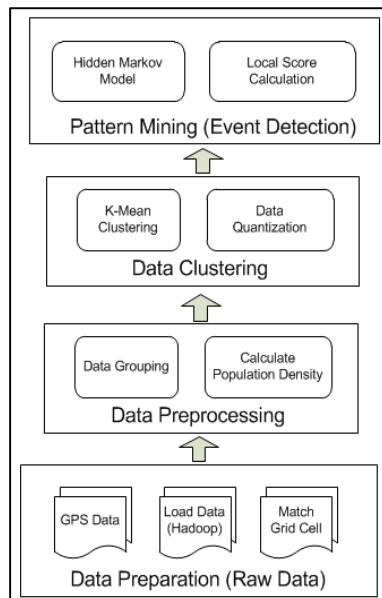 Hidden Markov
Model
Local Score
Calculation
Pattern Mining (Event Detection)
K-Mean
Clustering
Data
Quantization
Data Clustering
Data Grouping
Calculate
Population Density
Data Preprocessing
GPS Data
Load Data
(Hadoop)
Match
Grid Cell
Data Preparation (Raw Data)